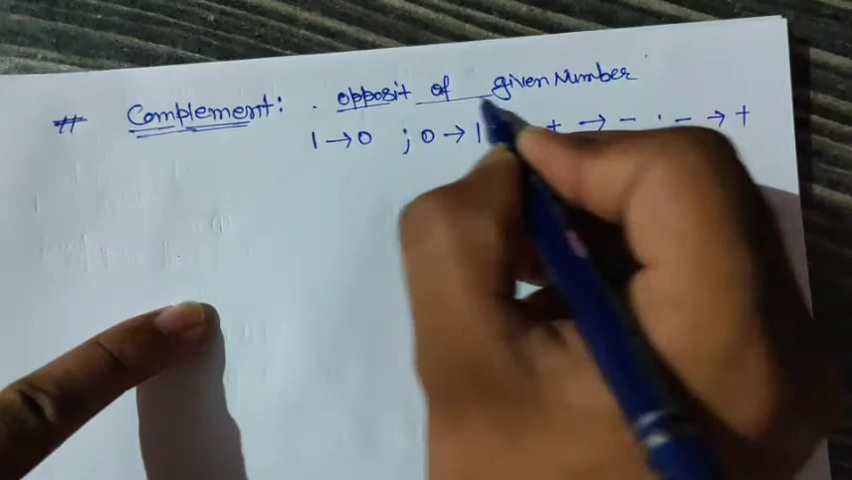 # Complement: . opposit of given Number
1 → 0 ; 0 → 1 + → - ; - → +